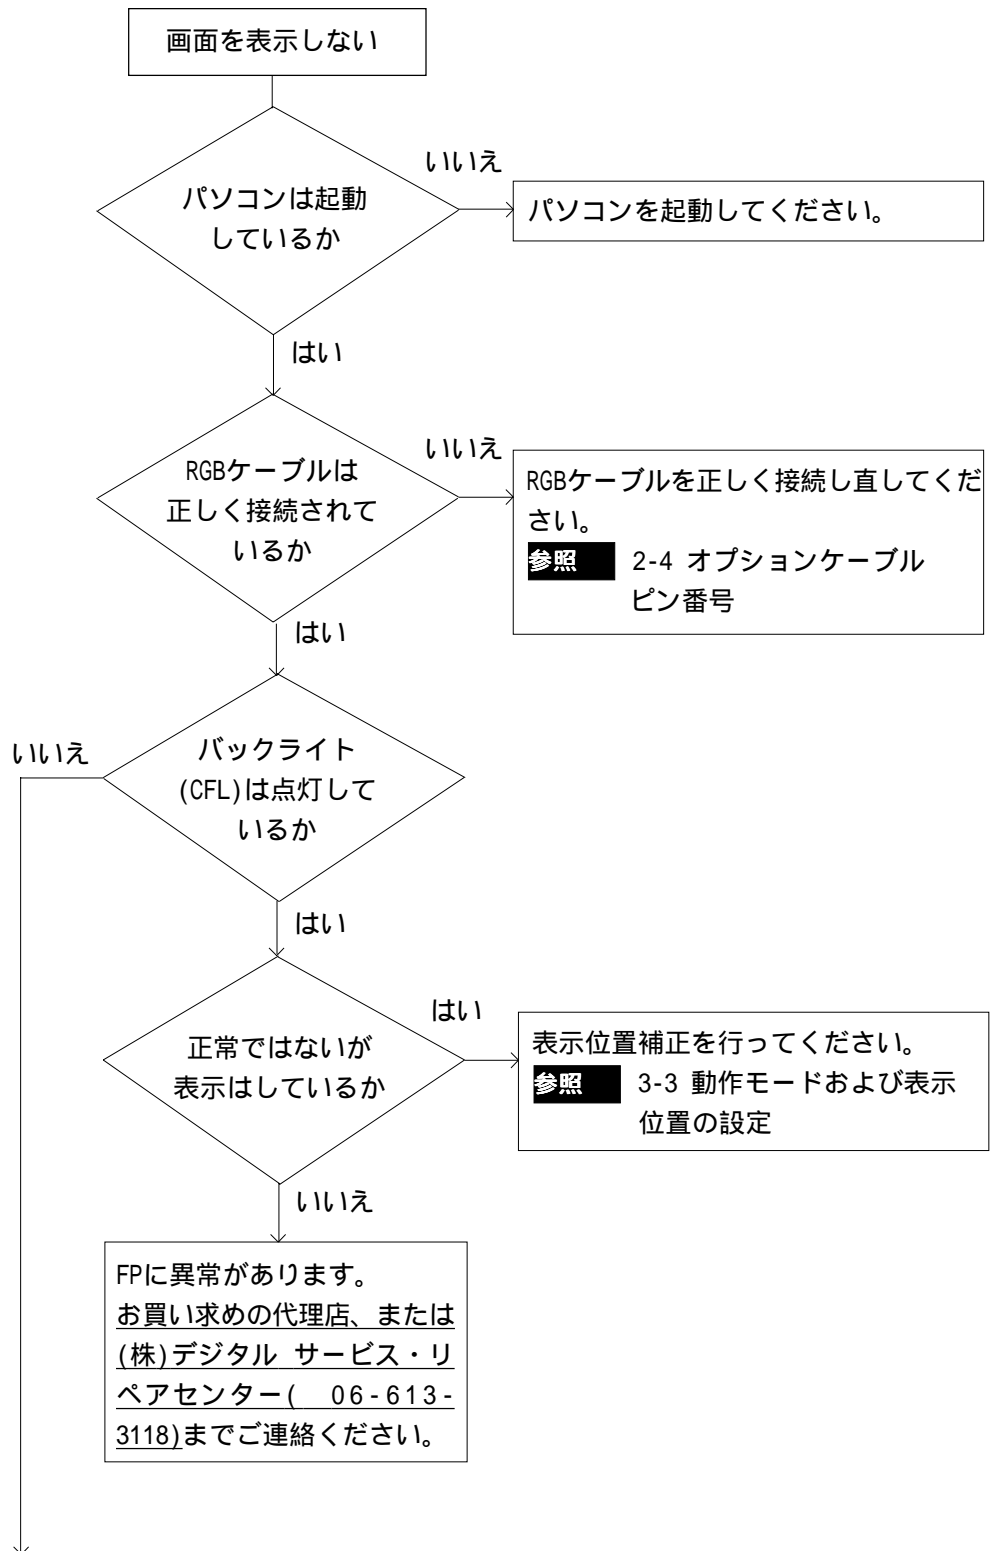 画面を表示しない
いいえ
パソコンは起動
しているか
パソコンを起動してください。
はい
いいえ
RGBケーブルは
正しく接続されて
いるか
RGBケーブルを正しく接続し直してくだ
さい。
参照 2-4 オプションケーブル
ピン番号
はい
いいえ
バックライト
(CFL)は点灯して
いるか
はい
はい
正常ではないが
表示はしているか
表示位置補正を行ってください。
参照 3-3 動作モードおよび表示
位置の設定
いいえ
FPに異常があります。
お買い求めの代理店、または
(株)デジタル サービス・リ
ペアセンター( 06-613-
3118)までご連絡ください。